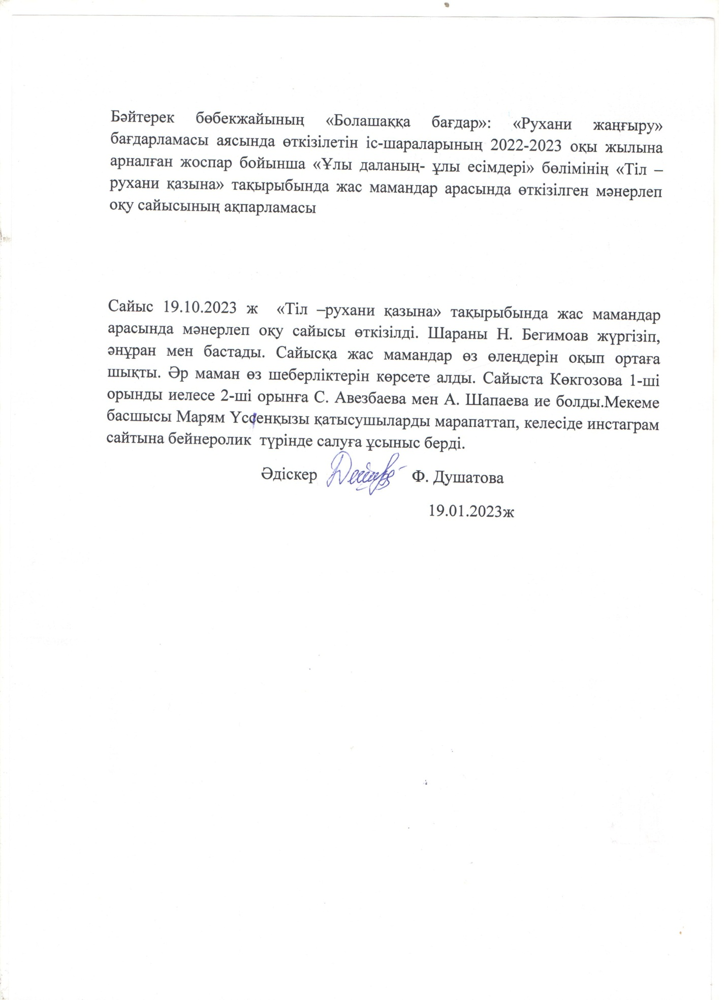 Бәйтерек бөбекжайының «Болашаққа бағдар»: «Рухани жаңғыру»
бағдарламасы аясында өткізілетін іс-шараларының 2022-2023 оқы жылына
арналған жоспар бойынша «Ұлы даланың- ұлы есімдері» бөлімінің «Тіл –
рухани қазына» тақырыбында жас мамандар арасында өткізілген мәнерлеп
оқу сайысының ақпарламасы
Сайыс 19.10.2023 ж «Тіл –рухани қазына» тақырыбында жас мамандар
арасында мәнерлеп оқу сайысы өткізілді. Шараны Н. Бегимоав жүргізіп,
әнұран мен бастады. Сайысқа жас мамандар өз өлеңдерін оқып ортаға
шықты. Әр маман өз шеберліктерін көрсете алды. Сайыста Көкгозова 1-ші
орынды иелесе 2-ші орынға С. Авезбаева мен А. Шапаева ие болды.Мекеме
басшысы Марям қатысушыларды марапаттап, келесіде инстаграм
сайтына бейнеролик түрінде салуға ұсыныс берді.
Әдіскер Ф. Душатова
19.01.2023ж